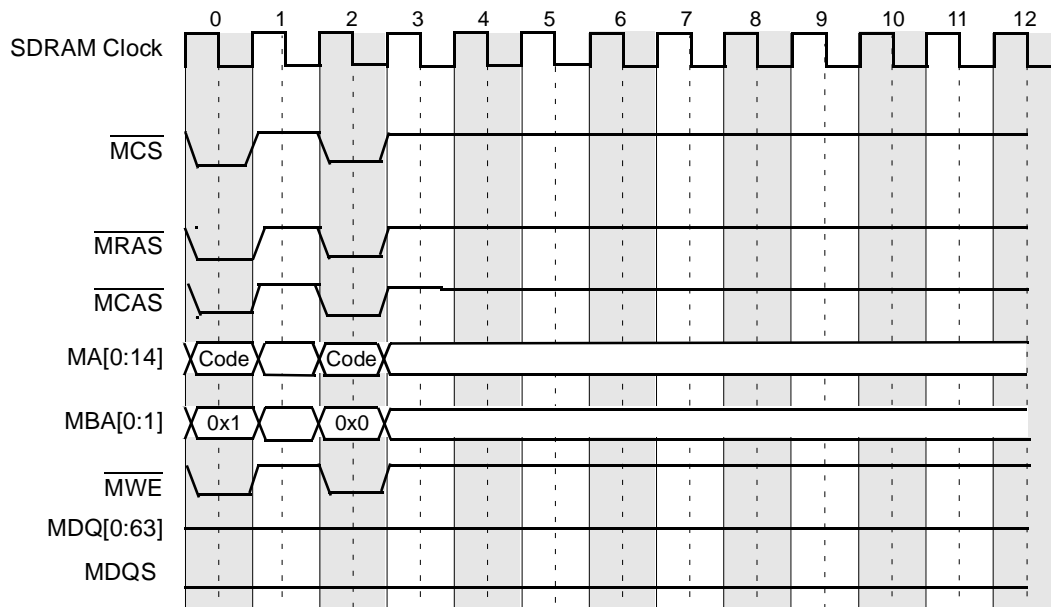 0 1 2 3 4 5 6 7 8 9 10 11 12
SDRAM Clock
MCS
MRAS
MCAS
MA[0:14] Code Code
MBA[0:1] 0x1 0x0
MWE
MDQ[0:63]
MDQS